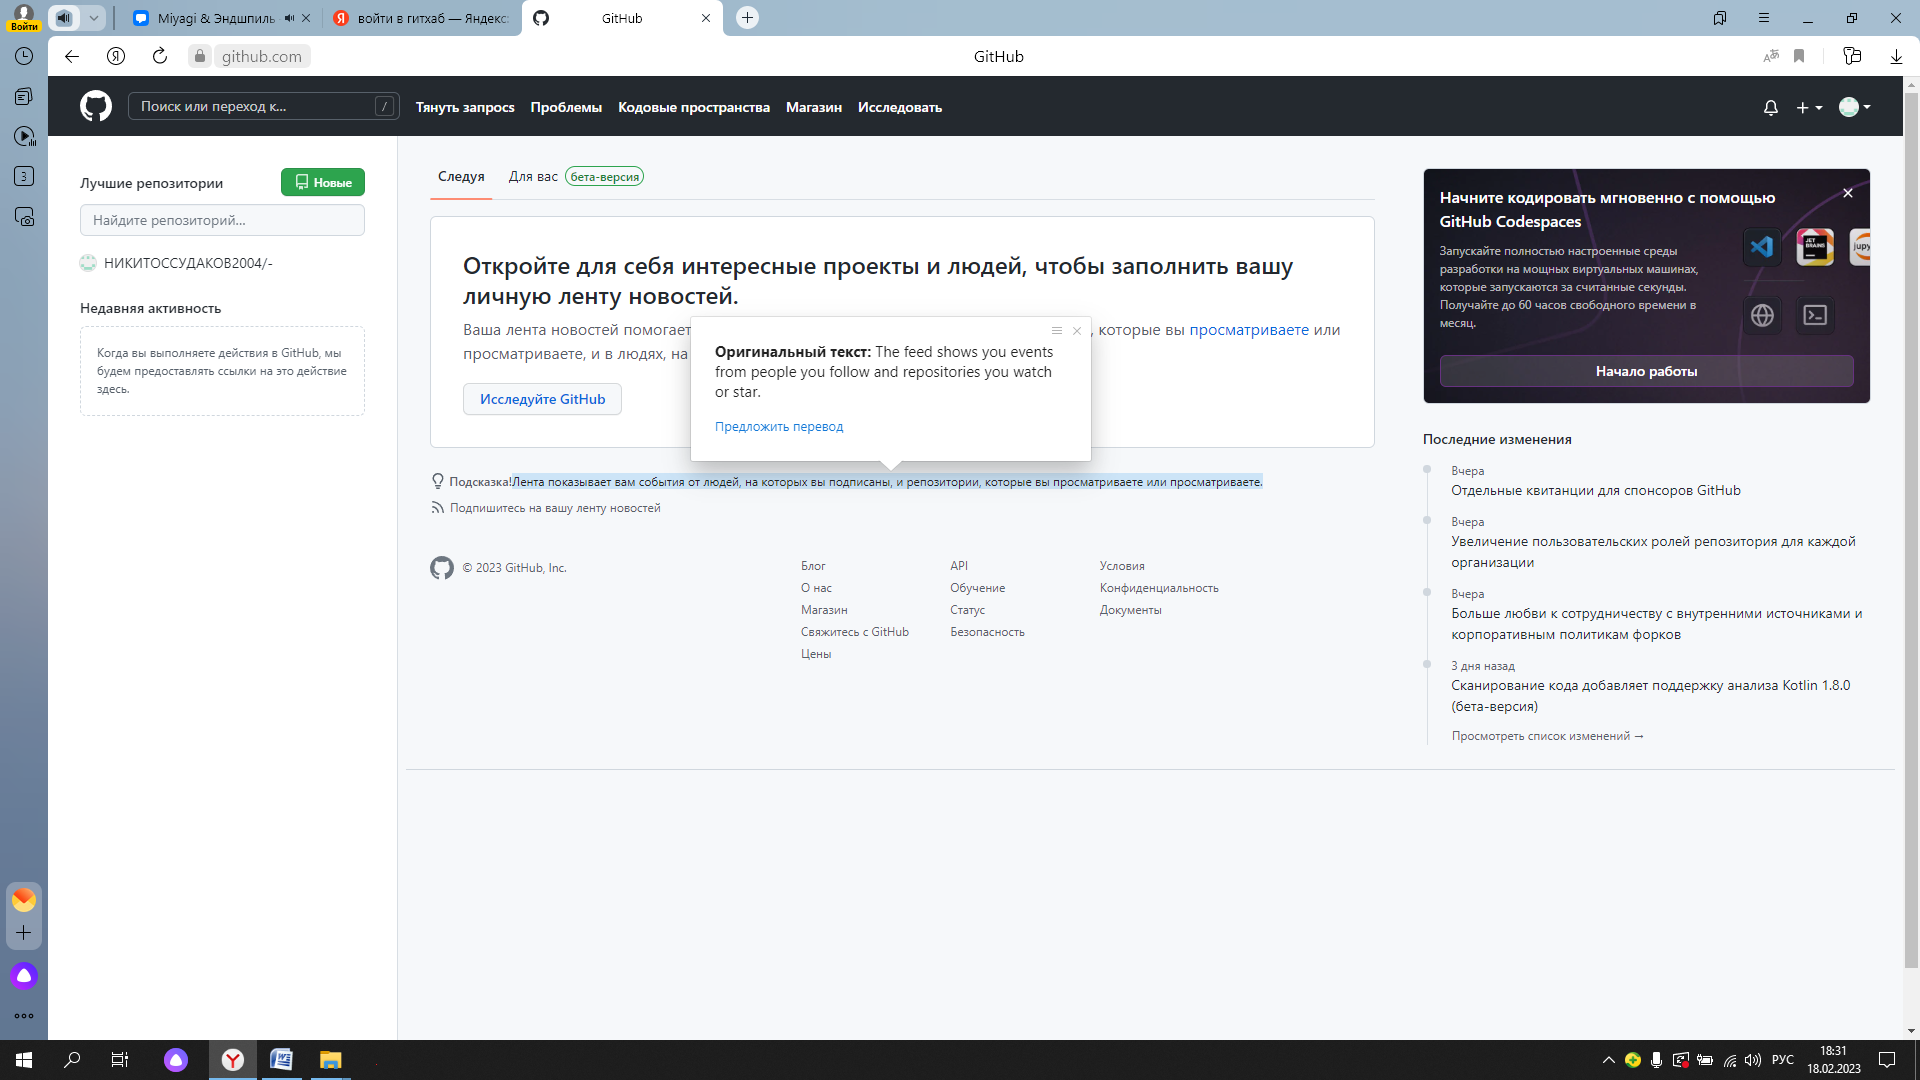 Войти
Miyagi & Эндшпиль
войти в гитхаб — Яндекс
GitHub
github.com
GitHub
3
Поиск или переход к...
/
Тянуть запросс
Проблемы
Кодовые пространства
Магазин
Исследовать
Лучшие репозитории
Новые
Найдите репозиторий...
НИКИТОССУДАКОВ2004/-
Недавняя активность
Когда вы выполняете действия в GitHub, мы
будем предоставлять ссылки на это действие
здесь.
Следуя
Для вас
бета-версия
Откройте для себя интересные проекты и людей, чтобы заполнить вашу
личную ленту новостей.
Ваша лента новостей помогает
, которые вы просматриваете или
просматриваете, и в людях, на
Исследуйте GitHub
Оригинальный текст: The feed shows you events
from people you follow and repositories you watch
or star.
Предложить перевод
Подсказка!Лента показывает вам события от людей, на которых вы подписаны, и репозитории, которые вы просматриваете или просматриваете.
Подпишитесь на вашу ленту новостей
© 2023 GitHub, Inc.
Блог
О нас
Магазин
Свяжитесь с GitHub
Цены
API
Обучение
Статус
Безопасность
Условия
Конфиденциальность
Документы
Начните кодировать мгновенно с помощью
GitHub Codespaces
Запускайте полностью настроенные среды
разработки на мощных виртуальных машинах,
которые запускаются за считанные секунды.
Получайте до 60 часов свободного времени в
месяц.
JET
BRAINS
jupy
Начало работы
Последние изменения
Вчера
Отдельные квитанции для спонсоров GitHub
Вчера
Увеличение пользовательских ролей репозитория для каждой
организации
Вчера
Больше любви к сотрудничеству с внутренними источниками и
корпоративным политикам форков
3 дня назад
Сканирование кода добавляет поддержку анализа Kotlin 1.8.0
(бета-версия)
Просмотреть список изменений →
РУС
18:31
18.02.2023